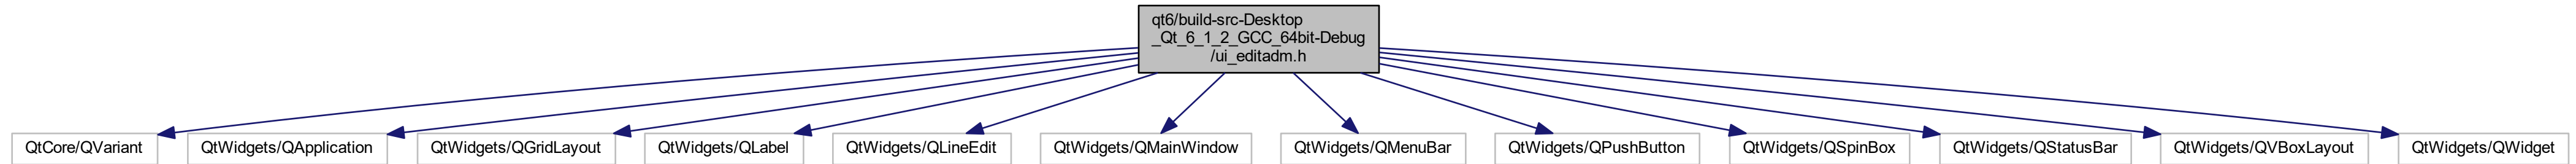 qt6/build-src-Desktop
_Qt_6_1_2_GCC_64bit-Debug
/ui_editadm.h
QtCore/QVariant
QtWidgets/QApplication
QtWidgets/QGridLayout
QtWidgets/QLabel
QtWidgets/QLineEdit
QtWidgets/QMainWindow
QtWidgets/QMenuBar
QtWidgets/QPushButton
QtWidgets/QSpinBox
QtWidgets/QStatusBar
QtWidgets/QVBoxLayout
QtWidgets/QWidget